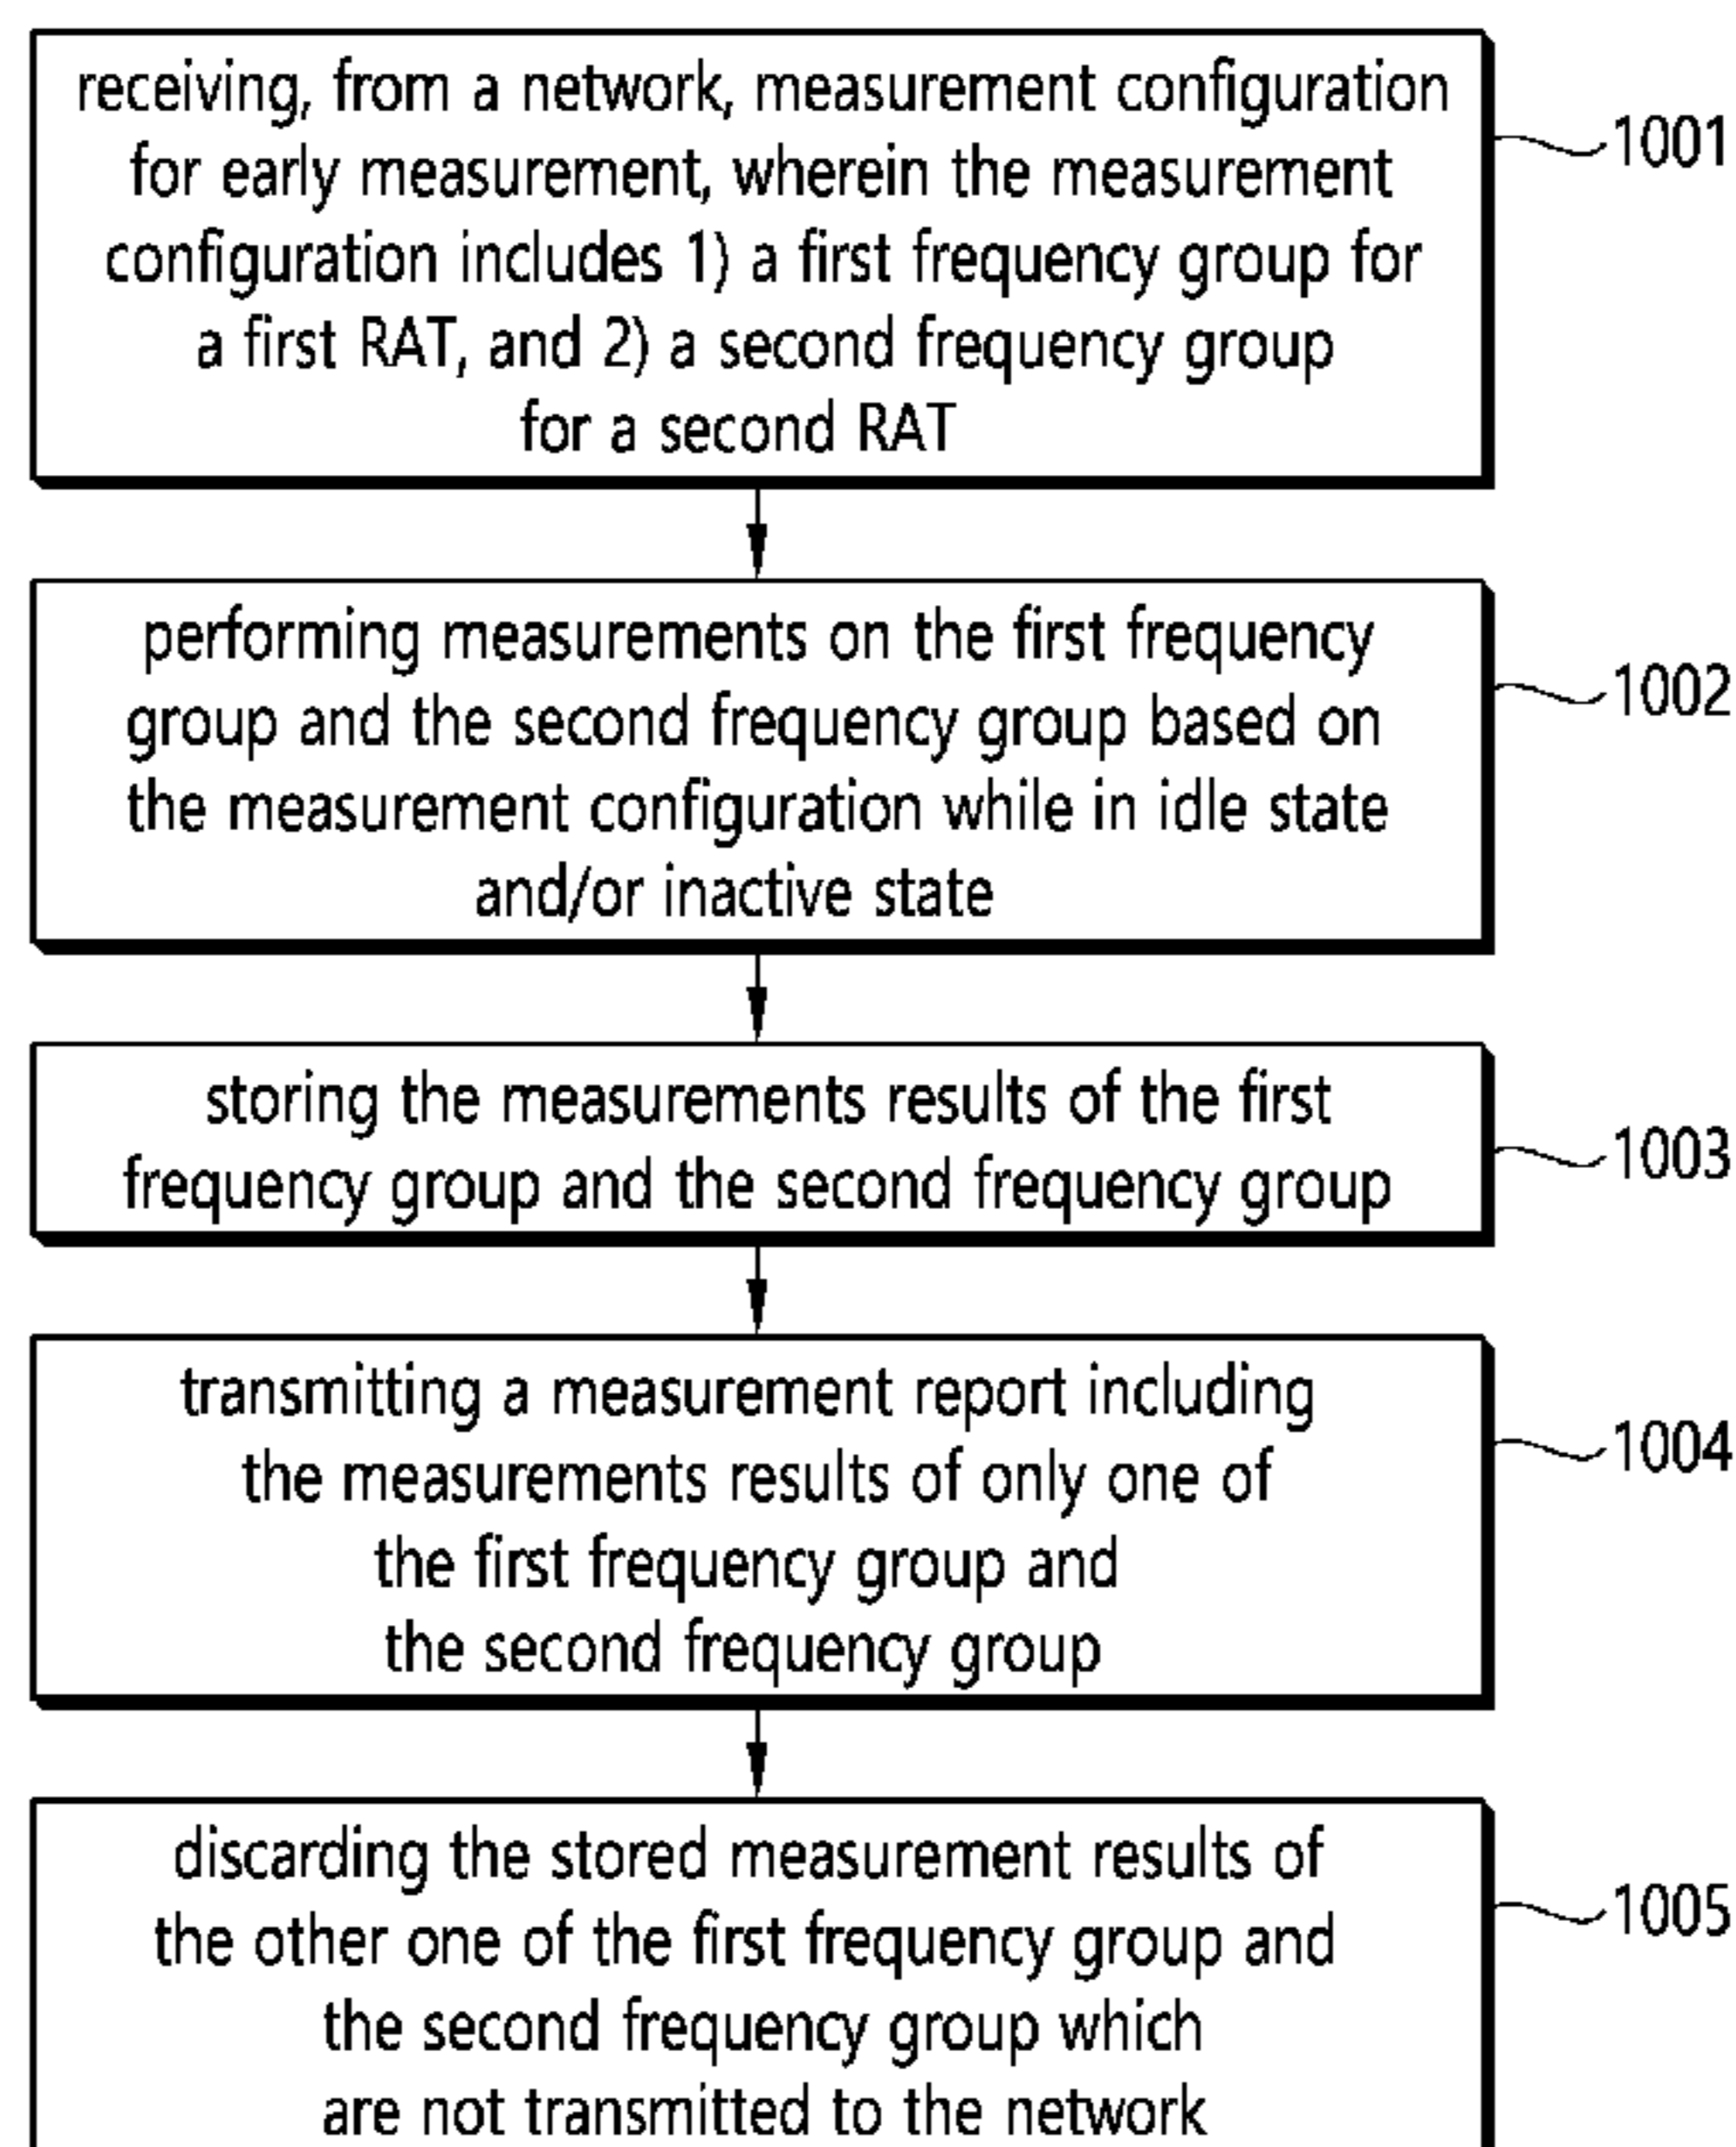 receiving, from a network, measurement configuration
for early measurement, wherein the measurement
configuration includes 1) a first frequency group for
a first RAT, and 2) a second frequency group
for a second RAT
1001
performing measurements on the first frequency
group and the second frequency group based on
the measurement configuration while in idle state
and/or inactive state
1002
storing the measurements results of the first
frequency group and the second frequency group
1003
transmitting a measurement report including
the measurements results of only one of
the first frequency group and
the second frequency group
1004
discarding the stored measurement results of
the other one of the first frequency group and
the second frequency group which
are not transmitted to the network
1005